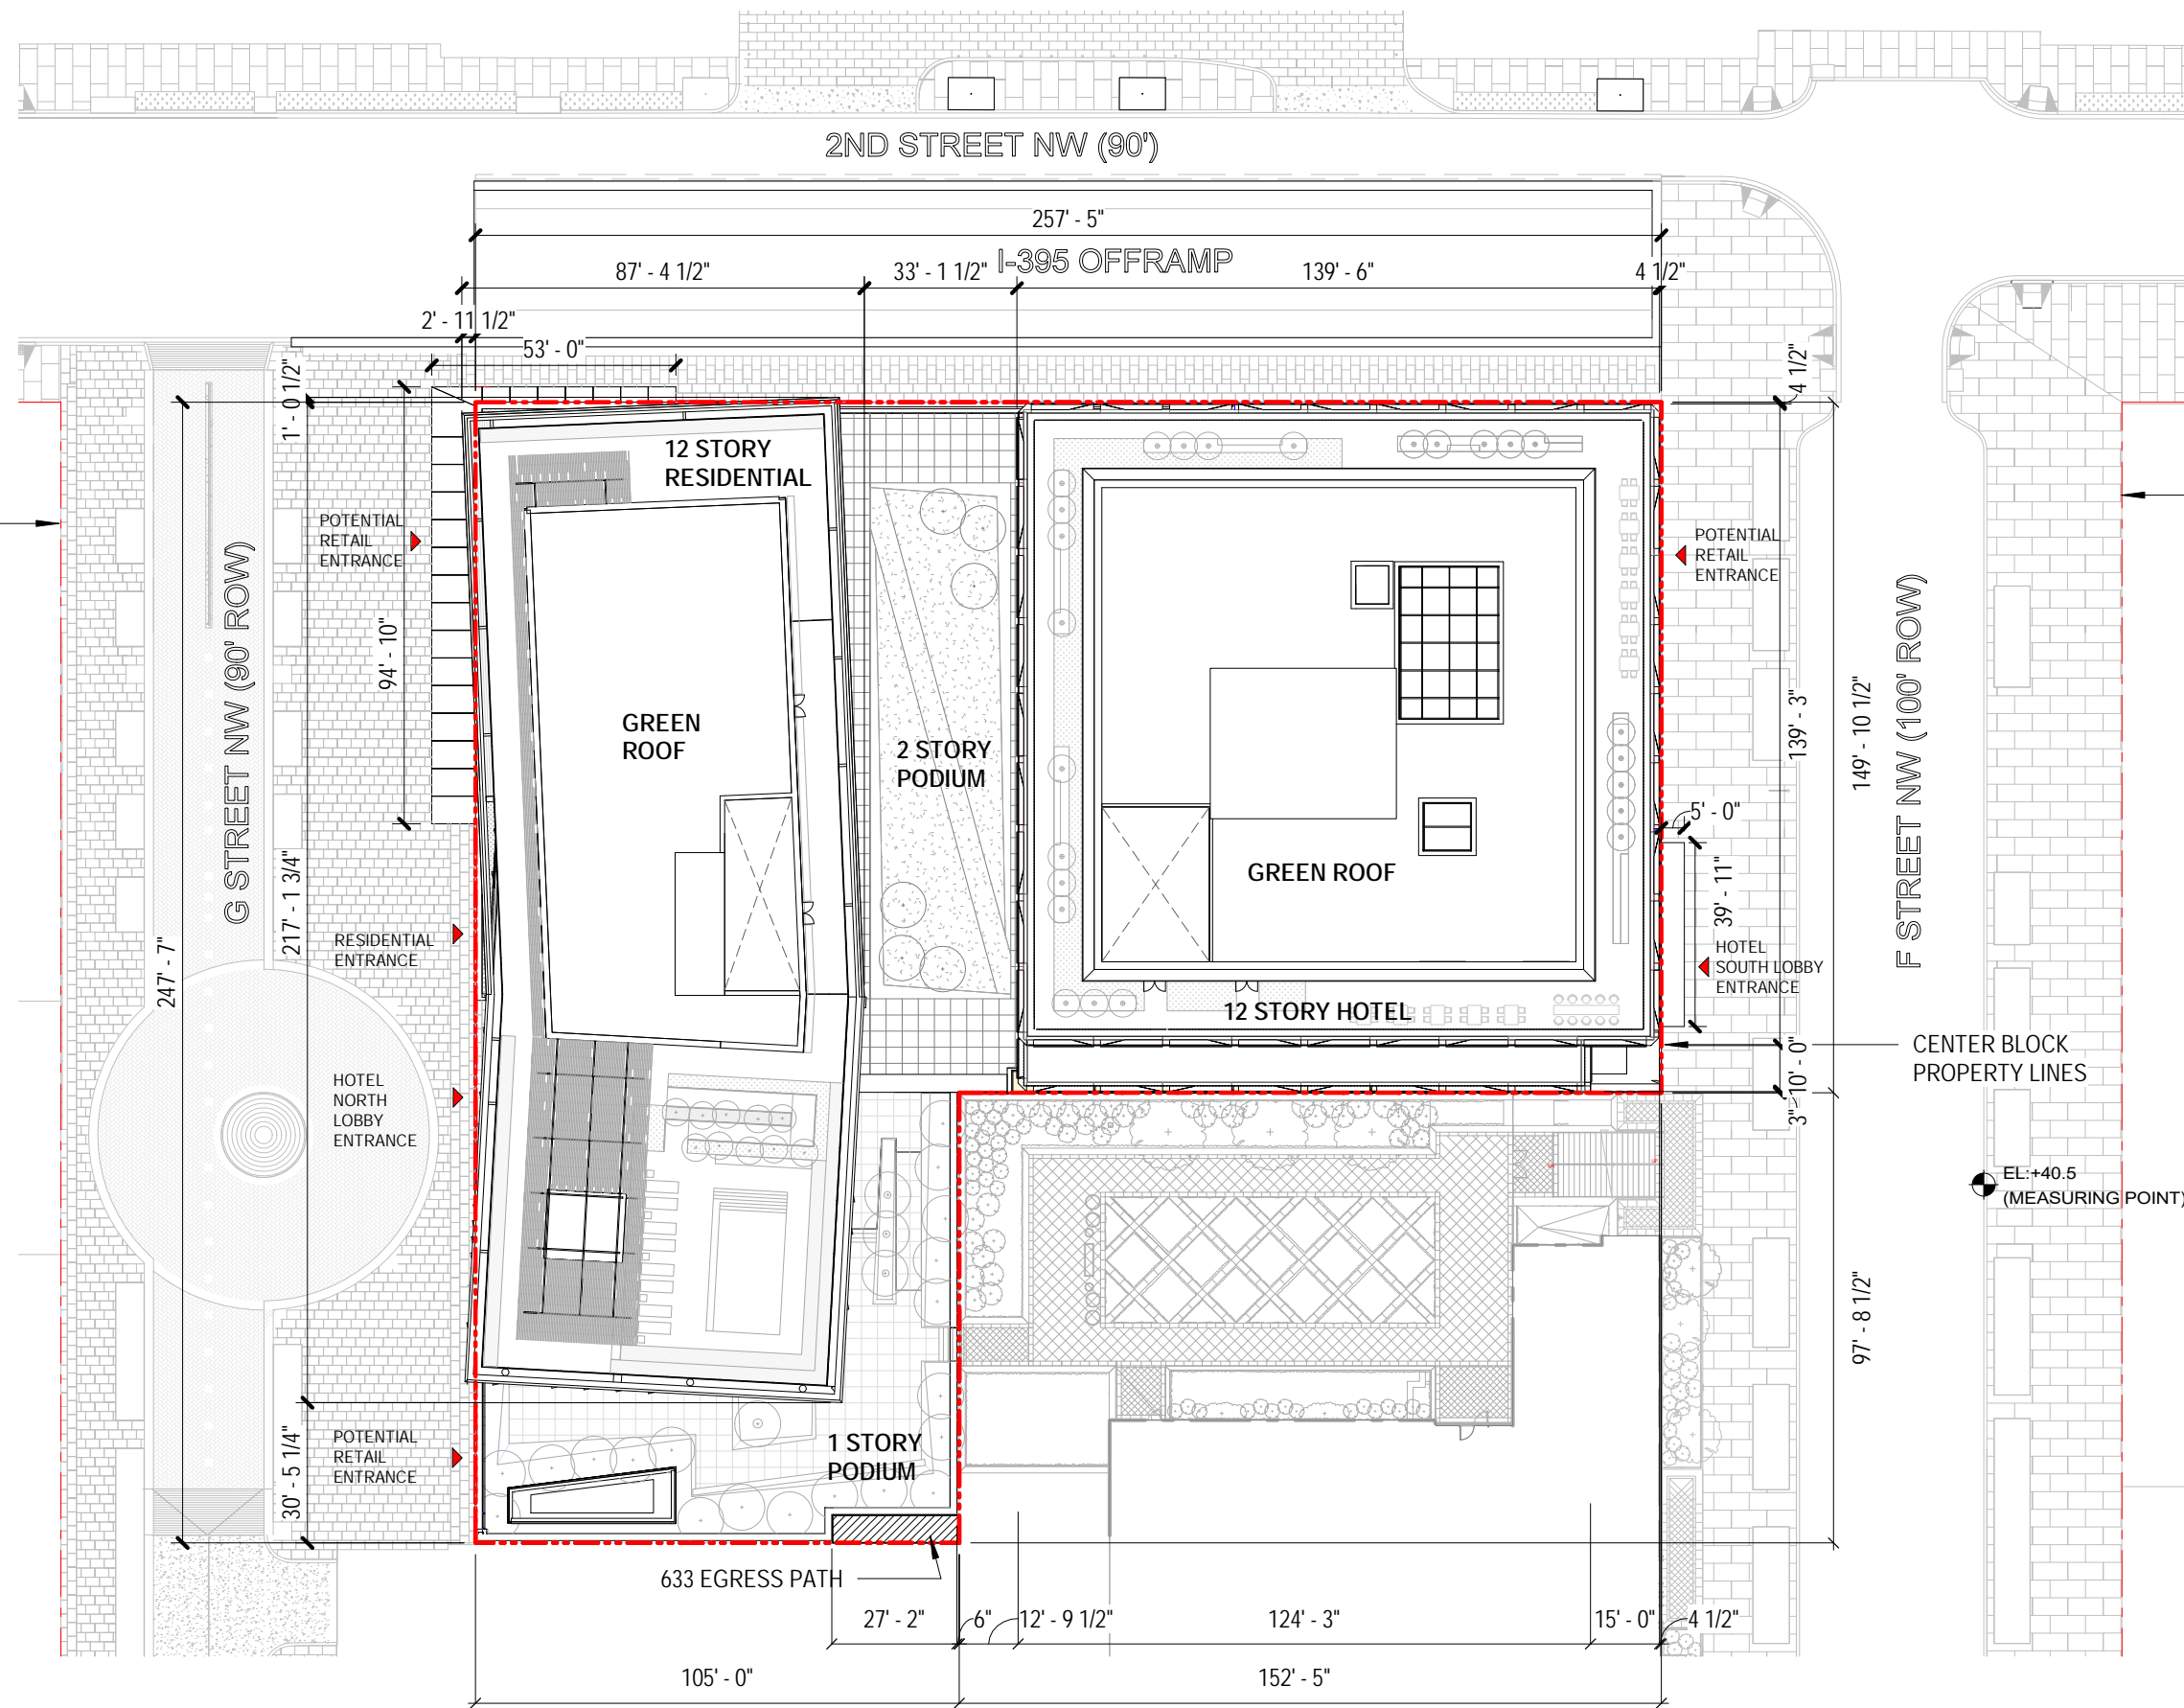 2ND STREET NW (90')
257' - 5"
I-395 OFFRAMP
87' - 4 1/2"
33' - 1 1/2"
139' - 6"
4 1/2"
2' - 11 1/2"
53' - 0"
1' - 0 1/2"
4 1/2"
12 STORY
RESIDENTIAL
POTENTIAL
RETAIL
ENTRANCE
POTENTIAL
RETAIL
ENTRANCE
G STREET NW (90' ROW)
94' - 10"
GREEN
ROOF
2 STORY
PODIUM
139' - 3"
149' - 10 1/2"
F STREET NW (100' ROW)
5' - 0"
39' - 11"
GREEN ROOF
217' - 1 3/4"
247' - 7"
RESIDENTIAL
ENTRANCE
HOTEL
SOUTH LOBBY
ENTRANCE
12 STORY HOTEL
CENTER BLOCK
PROPERTY LINES
10' - 0"
3"
HOTEL
NORTH
LOBBY
ENTRANCE
EL:+40.5
(MEASURING POINT)
97' - 8 1/2"
POTENTIAL
RETAIL
ENTRANCE
30' - 5 1/4"
1 STORY
PODIUM
633 EGRESS PATH
27' - 2"
6"
12' - 9 1/2"
124' - 3"
15' - 0"
4 1/2"
105' - 0"
152' - 5"